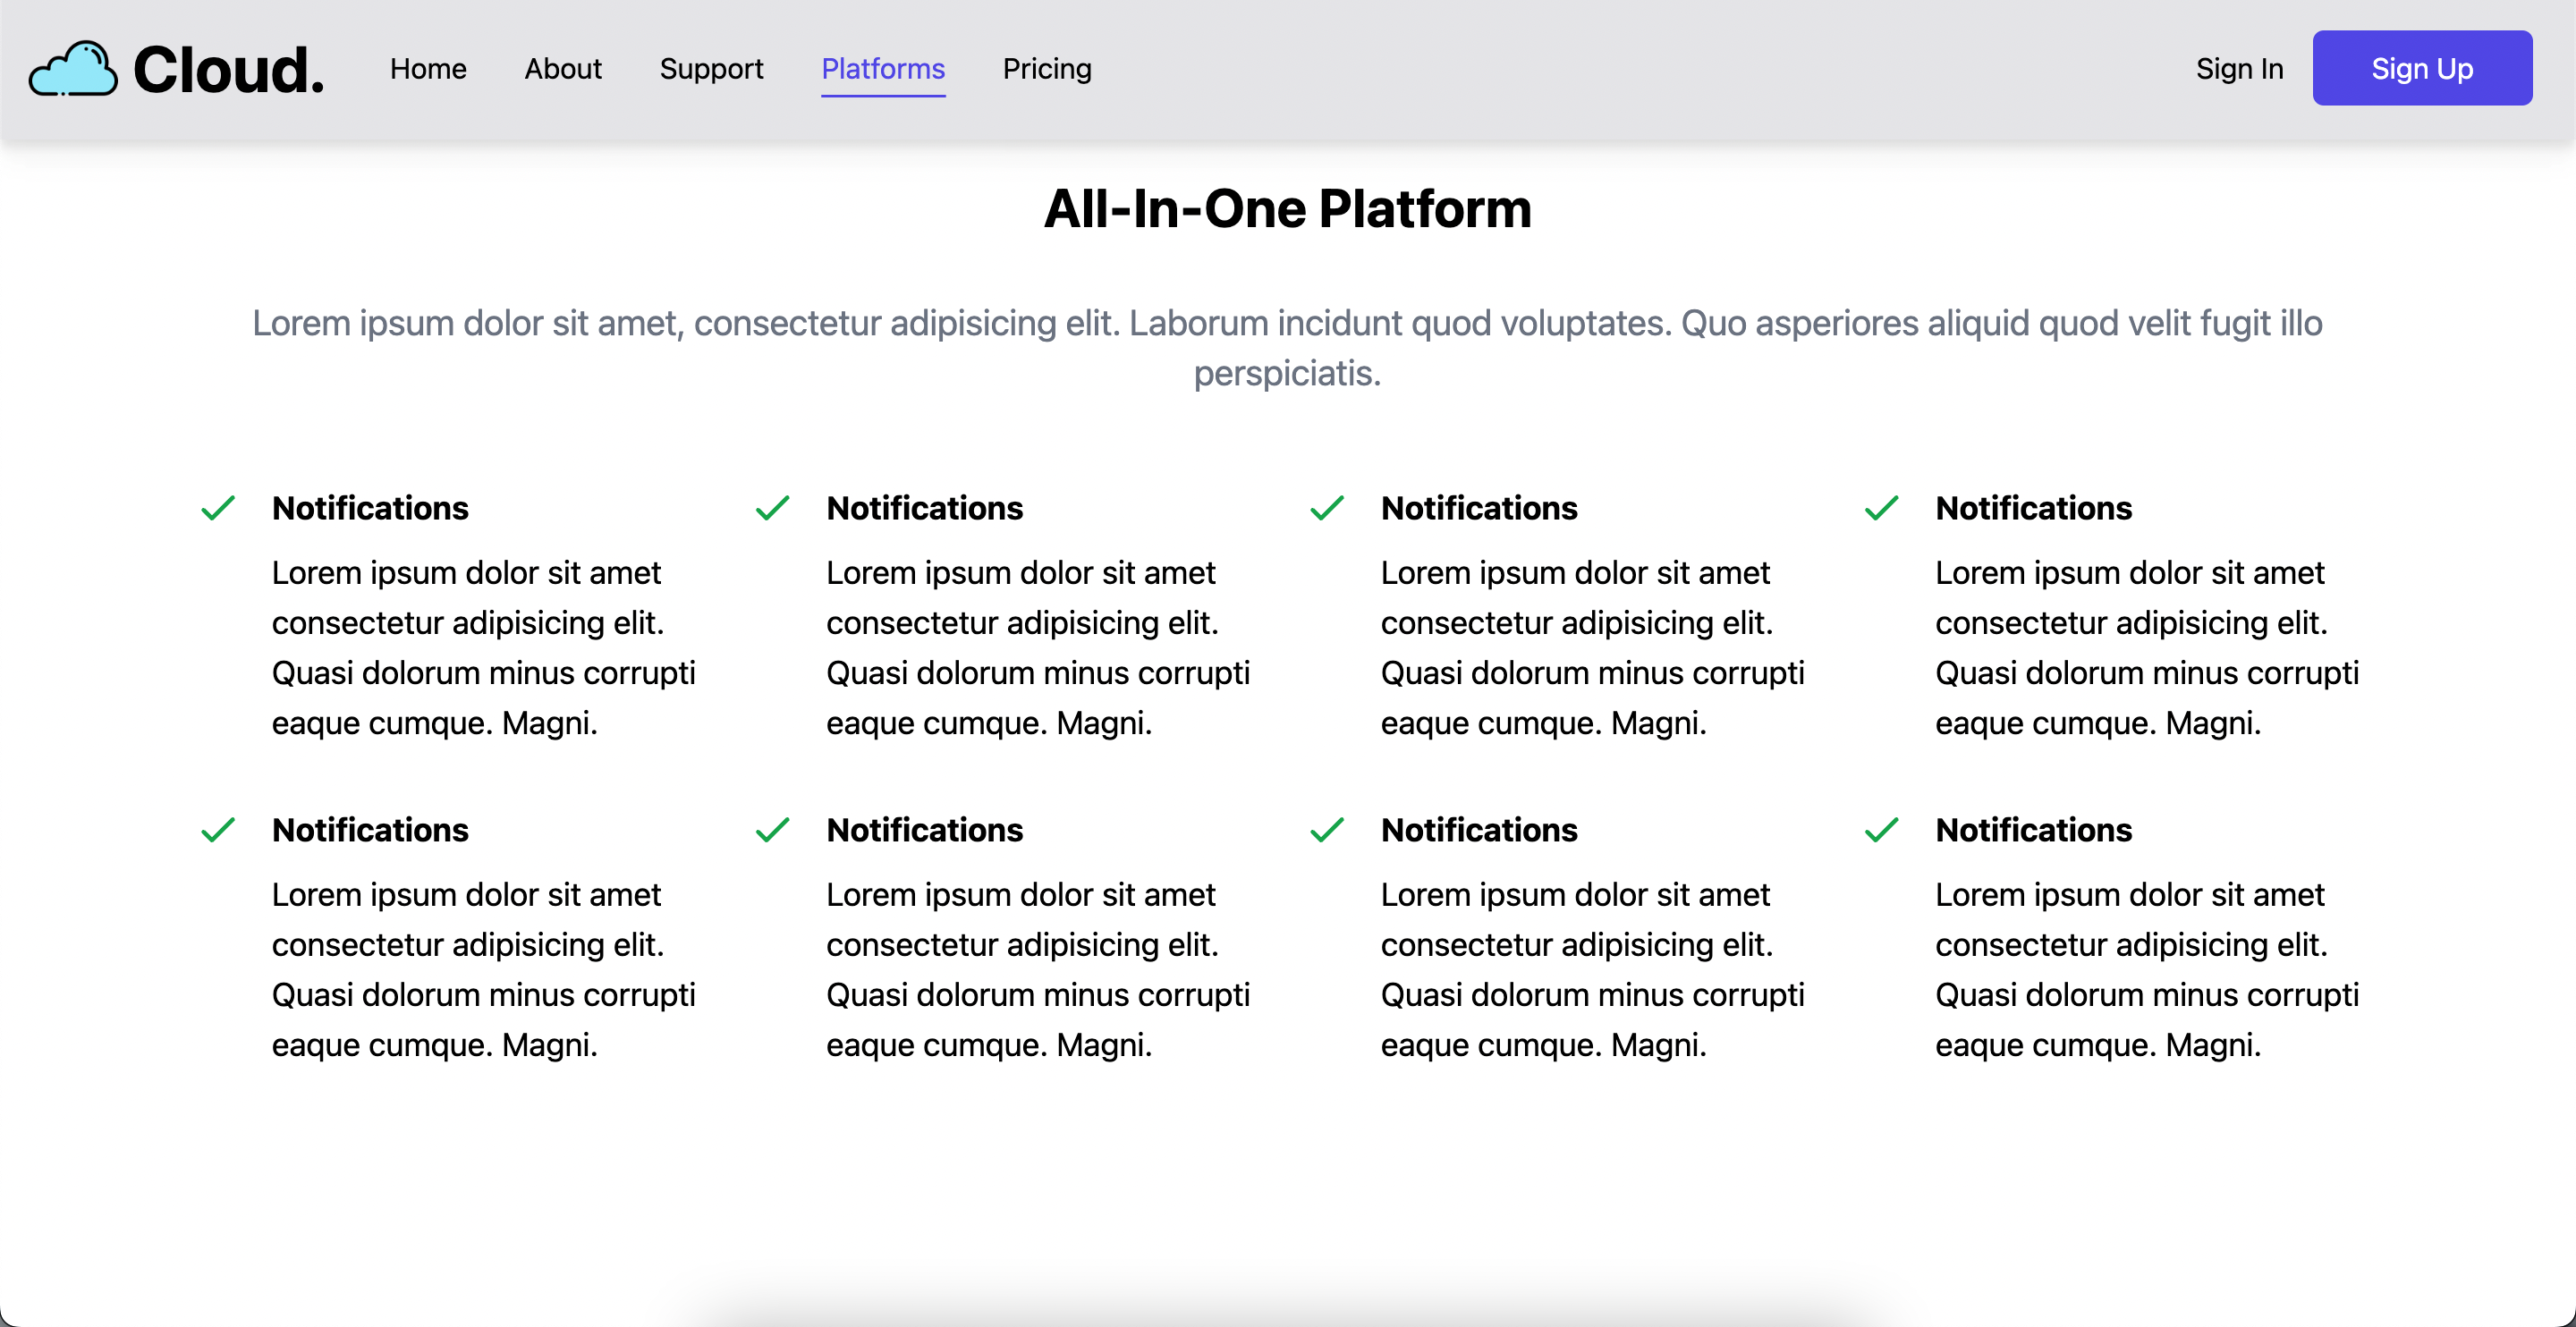 Cloud. Home About Support Platforms Pricing Sign In Sign Up
All-In-One Platform
Lorem ipsum dolor sit amet, consectetur adipisicing elit. Laborum incidunt quod voluptates. Quo asperiores aliquid quod velit fugit illo
perspiciatis.
Notifications
Lorem ipsum dolor sit amet
consectetur adipisicing elit.
Quasi dolorum minus corrupti
eaque cumque. Magni.
Notifications
Lorem ipsum dolor sit amet
consectetur adipisicing elit.
Quasi dolorum minus corrupti
eaque cumque. Magni.
Notifications
Lorem ipsum dolor sit amet
consectetur adipisicing elit.
Quasi dolorum minus corrupti
eaque cumque. Magni.
Notifications
Lorem ipsum dolor sit amet
consectetur adipisicing elit.
Quasi dolorum minus corrupti
eaque cumque. Magni.
Notifications
Lorem ipsum dolor sit amet
consectetur adipisicing elit.
Quasi dolorum minus corrupti
eaque cumque. Magni.
Notifications
Lorem ipsum dolor sit amet
consectetur adipisicing elit.
Quasi dolorum minus corrupti
eaque cumque. Magni.
Notifications
Lorem ipsum dolor sit amet
consectetur adipisicing elit.
Quasi dolorum minus corrupti
eaque cumque. Magni.
Notifications
Lorem ipsum dolor sit amet
consectetur adipisicing elit.
Quasi dolorum minus corrupti
eaque cumque. Magni.